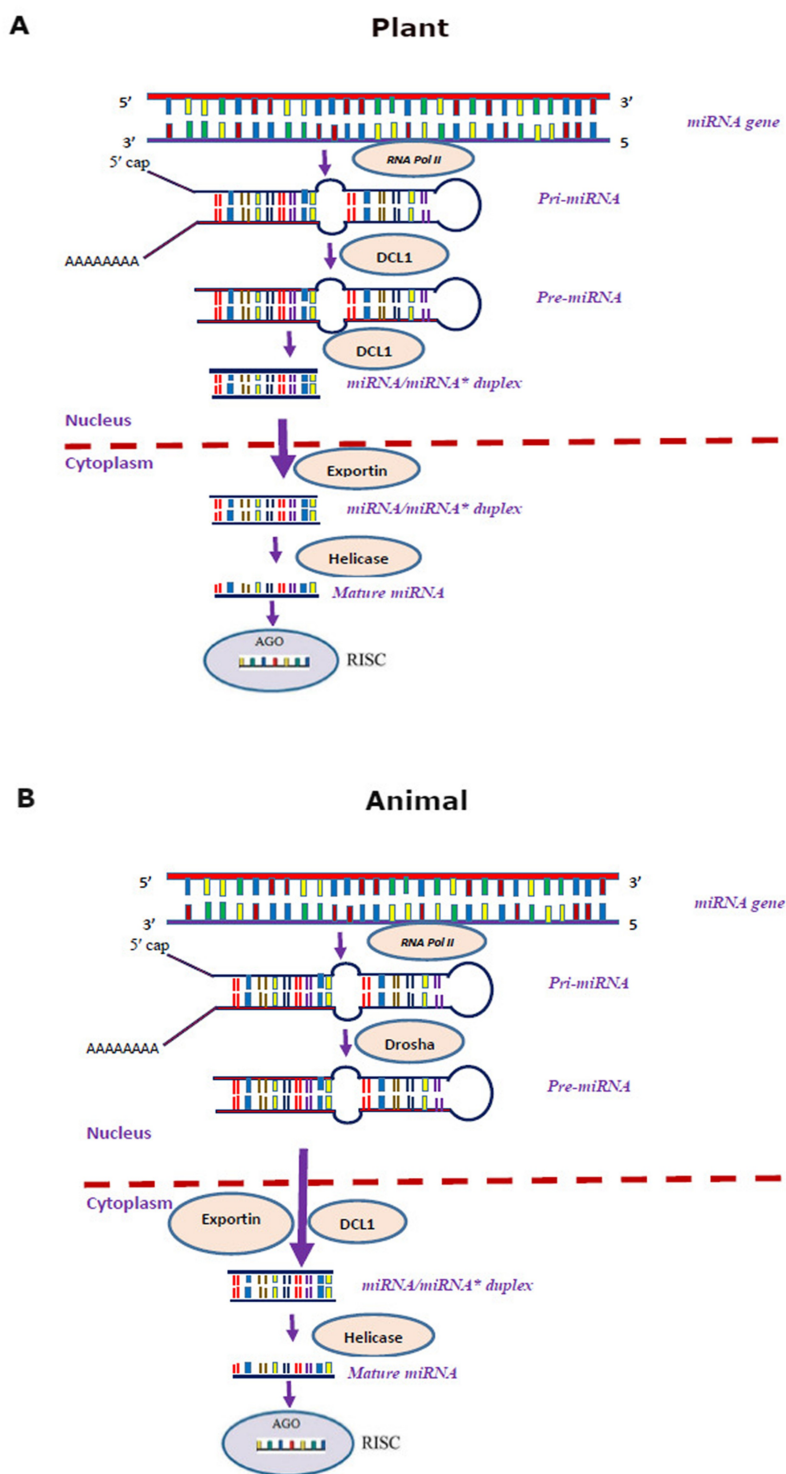 A
Plant
5’
3’
miRNA gene
3’
5
5’ cap
RNA Pol II
Pri-miRNA
AAAAAAAA
DCL1
Pre-miRNA
DCL1
miRNA/miRNA* duplex
Nucleus
Cytoplasm
Exportin
miRNA/miRNA* duplex
Helicase
Mature miRNA
AGO
RISC
B
Animal
5’
3’
miRNA gene
3’
5
5’ cap
RNA Pol II
Pri-miRNA
AAAAAAAA
Drosha
Pre-miRNA
Nucleus
Cytoplasm
Exportin
DCL1
miRNA/miRNA* duplex
Helicase
Mature miRNA
AGO
RISC